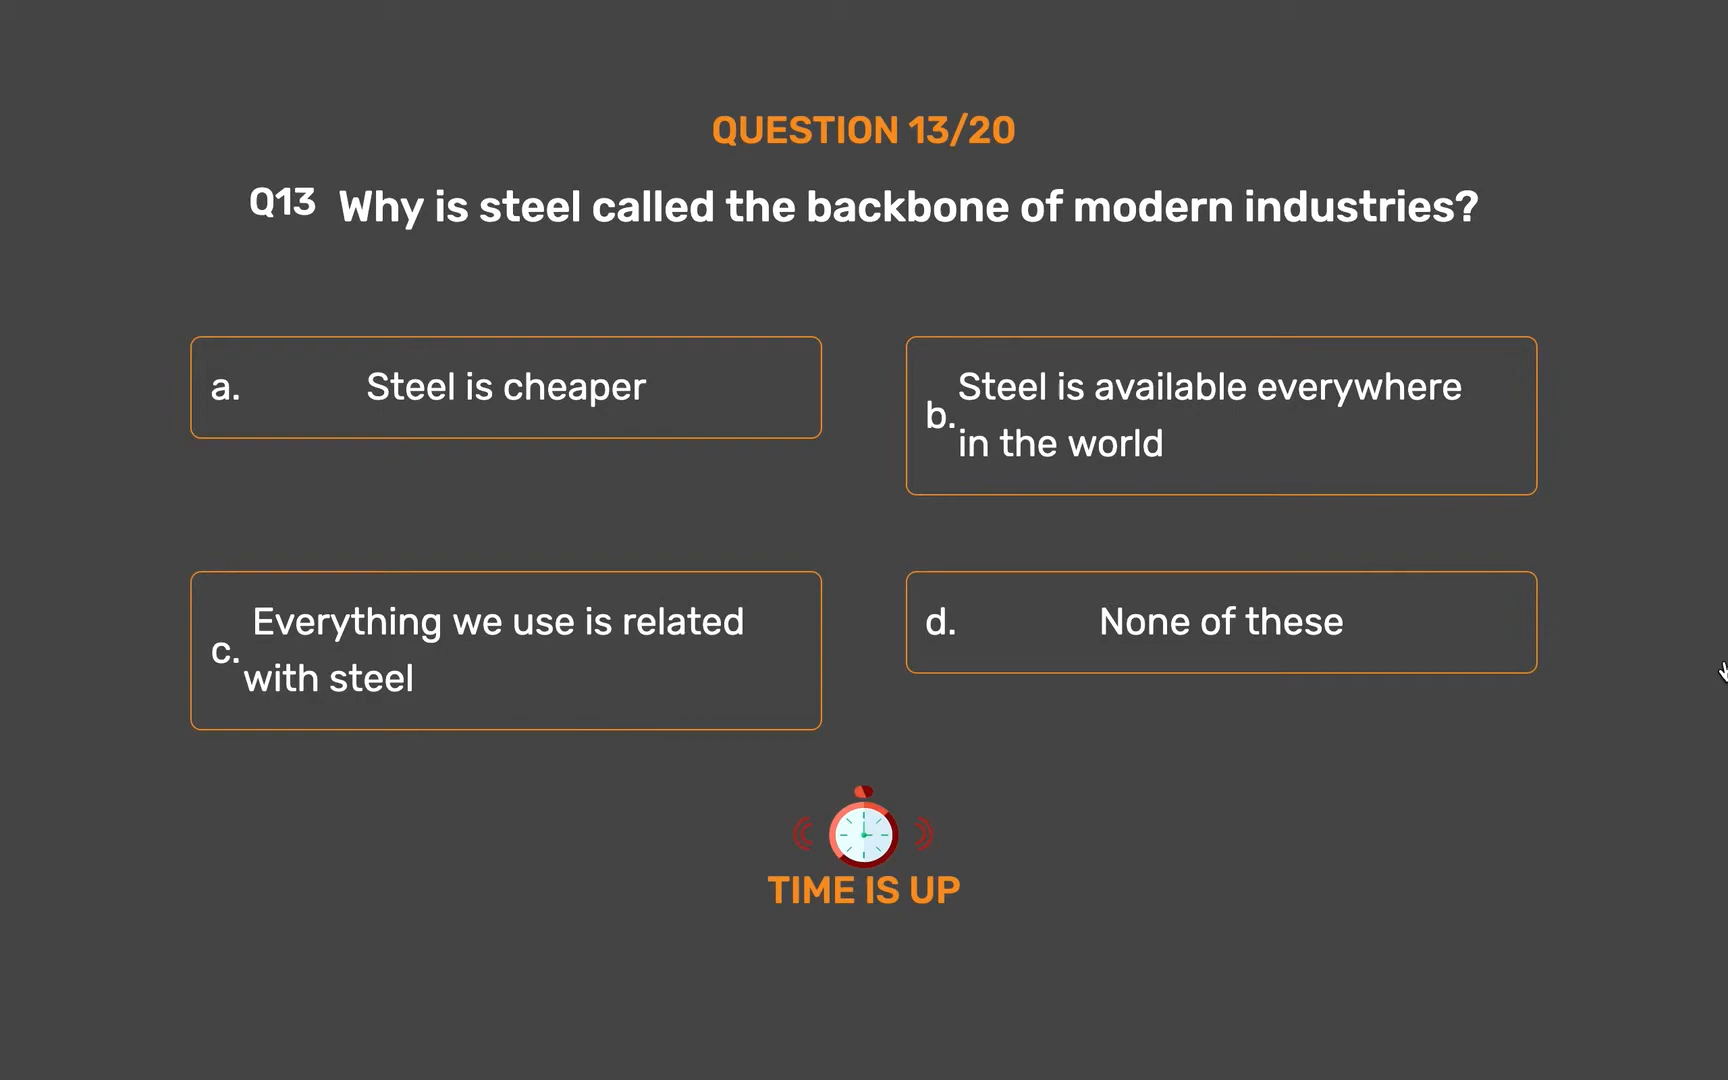 QUESTION 13/20
Q13 Why is steel called the backbone of modern industries?
a. Steel is cheaper
b. Steel is available everywhere
in the world
c. Everything we use is related
with steel
d. None of these
TIME IS UP